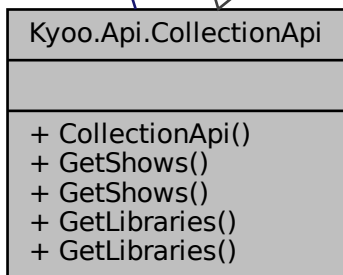 Kyoo.Api.CollectionApi
+ CollectionApi()
+ GetShows()
+ GetShows()
+ GetLibraries()
+ GetLibraries()